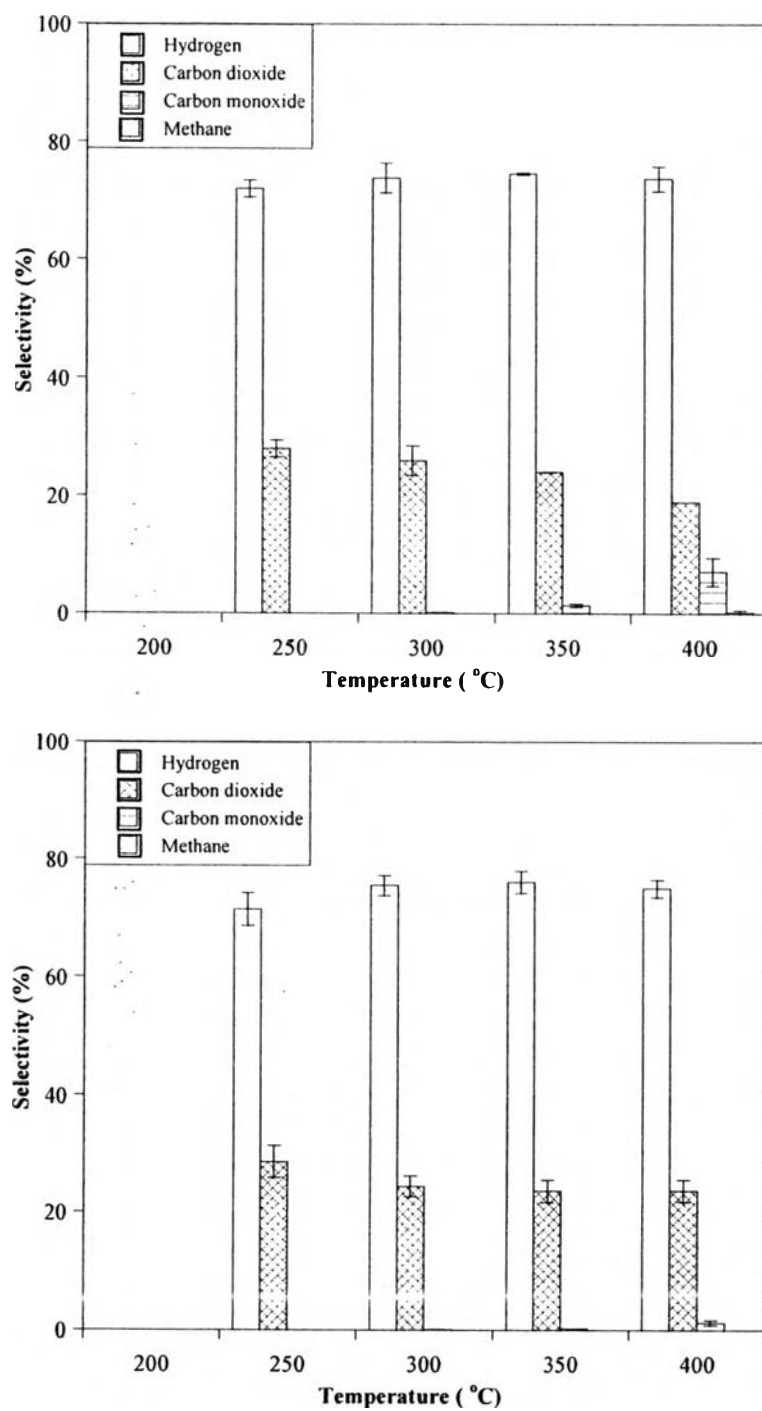 100
80
60
40
20
0
Selectivity (%)
Hydrogen
Carbon dioxide
Carbon monoxide
Methane
200 250 300 350 400
Temperature ( °C)
100
80
60
40
20
0
Selectivity (%)
Hydrogen
Carbon dioxide
Carbon monoxide
Methane
200 250 300 350 400
Temperature ( °C)